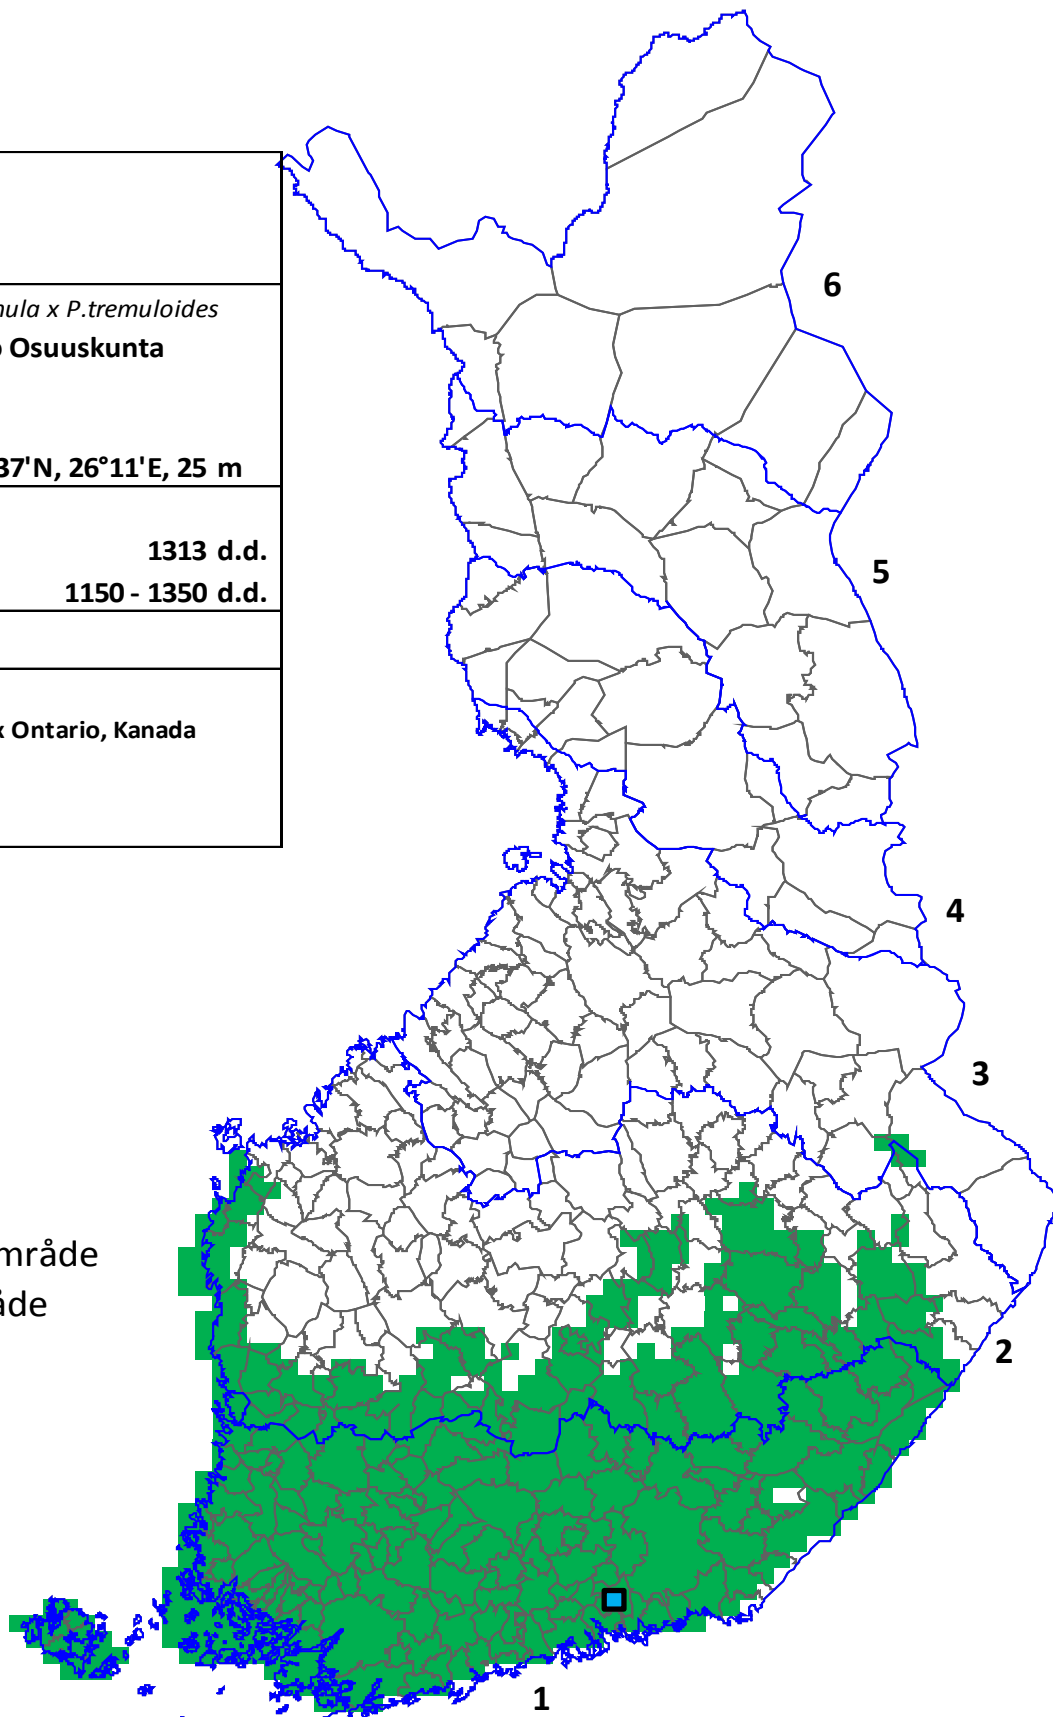 ula x P.tremuloides
Osuuskunta
37'N, 26°11'E, 25 m
1313 d.d.
1150 - 1350 d.d.
x Ontario, Kanada
6
5
4
3
område
åde
2
1